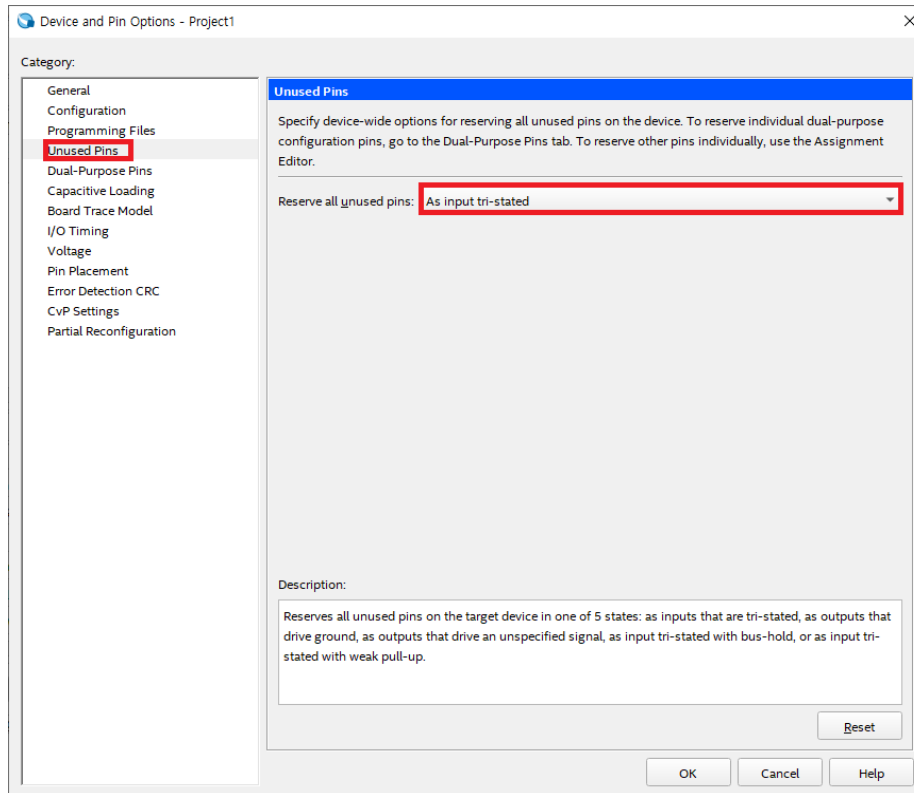 Device and Pin Options - Project1
Category:
General
Configuration
Programming Files
Unused Pins
Dual-Purpose Pins
Capacitive Loading
Board Trace Model
I/O Timing
Voltage
Pin Placement
Error Detection CRC
CvP Settings
Partial Reconfiguration
Unused Pins
Specify device-wide options for reserving all unused pins on the device. To reserve individual dual-purpose
configuration pins, go to the Dual-Purpose Pins tab. To reserve other pins individually, use the Assignment
Editor.
Reserve all unused pins: As input tri-stated
Description:
Reserves all unused pins on the target device in one of 5 states: as inputs that are tri-stated, as outputs that
drive ground, as outputs that drive an unspecified signal, as input tri-stated with bus-hold, or as input tri-
stated with weak pull-up.
Reset
OK Cancel Help